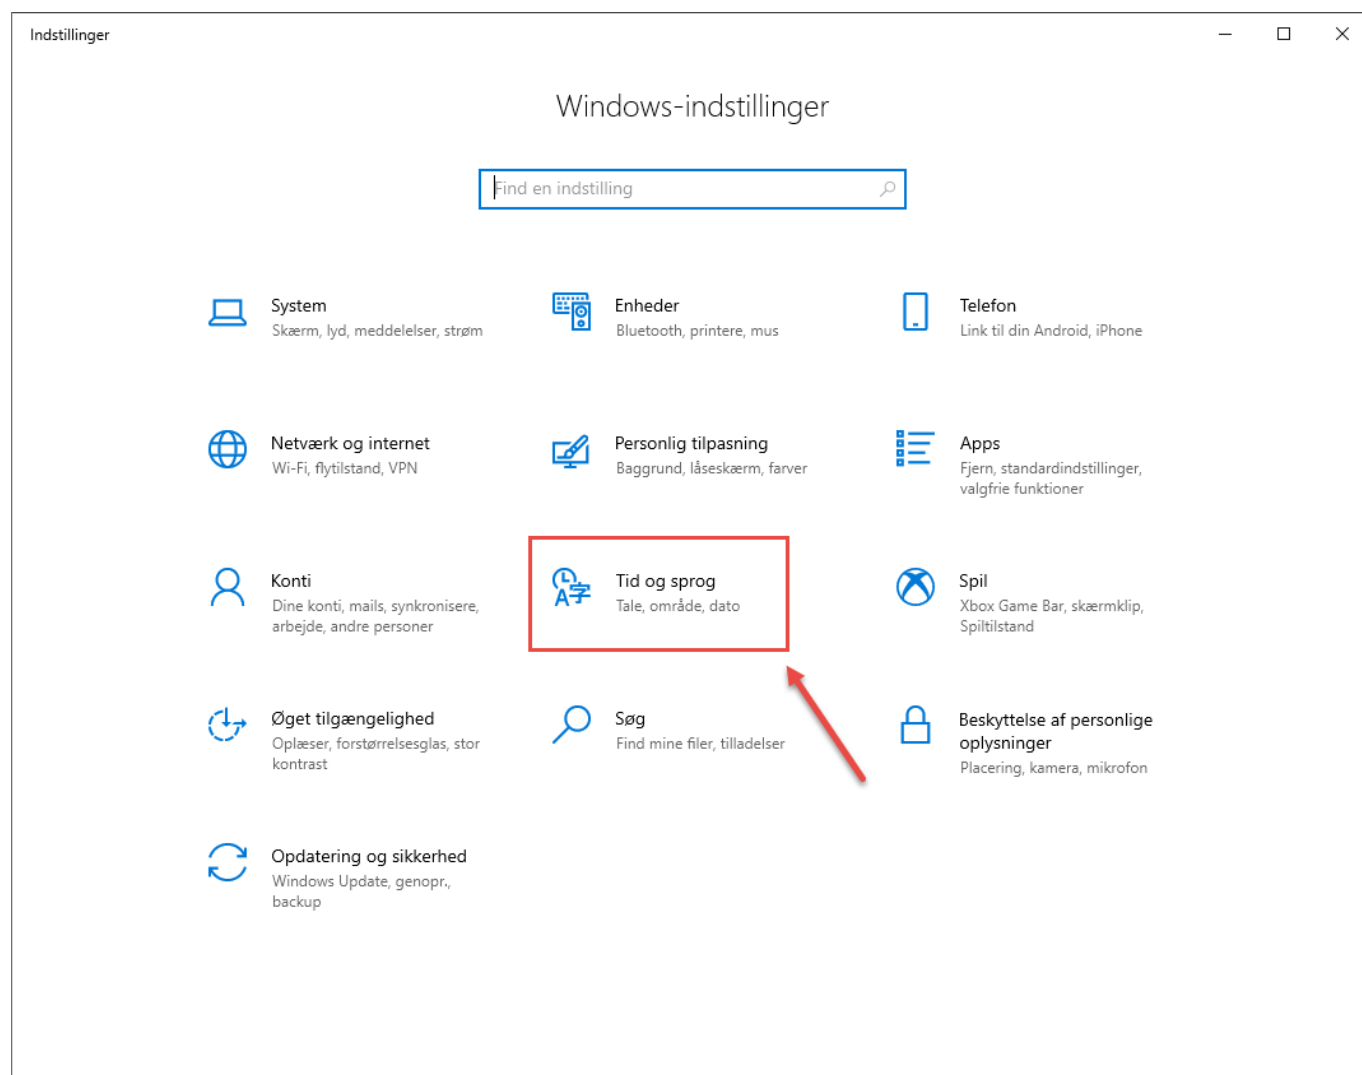 Indstillinger
Windows-indstillinger
Find en indstilling
System
Skærm, lyd, meddelelser, strøm
Enheder
Bluetooth, printere, mus
Telefon
Link til din Android, iPhone
Netværk og internet
Wi-Fi, flytilstand, VPN
Personlig tilpasning
Baggrund, låseskærm, farver
Apps
Fjern, standardindstillinger,
valgfrie funktioner
Konti
Dine konti, mails, synkronisere,
arbejde, andre personer
Tid og sprog
Tale, område, dato
Spil
Xbox Game Bar, skærmklip,
Spiltilstand
Øget tilgængelighed
Oplæser, forstørrelsesglas, stor
kontrast
Søg
Find mine filer, tilladelser
Beskyttelse af personlige
oplysninger
Placering, kamera, mikrofon
Opdatering og sikkerhed
Windows Update, genopr.,
backup